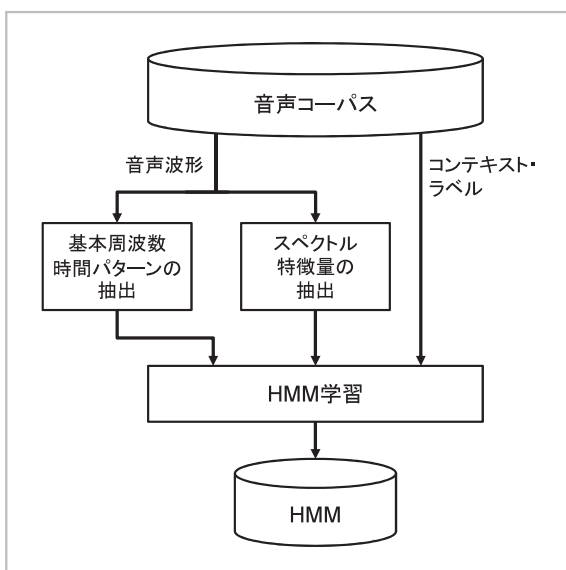 音声コーパス
音声波形
コンテキスト・
ラベル
基本周波数
時間パターンの
抽出
スペクトル
特徴量の
抽出
HMM学習
HMM